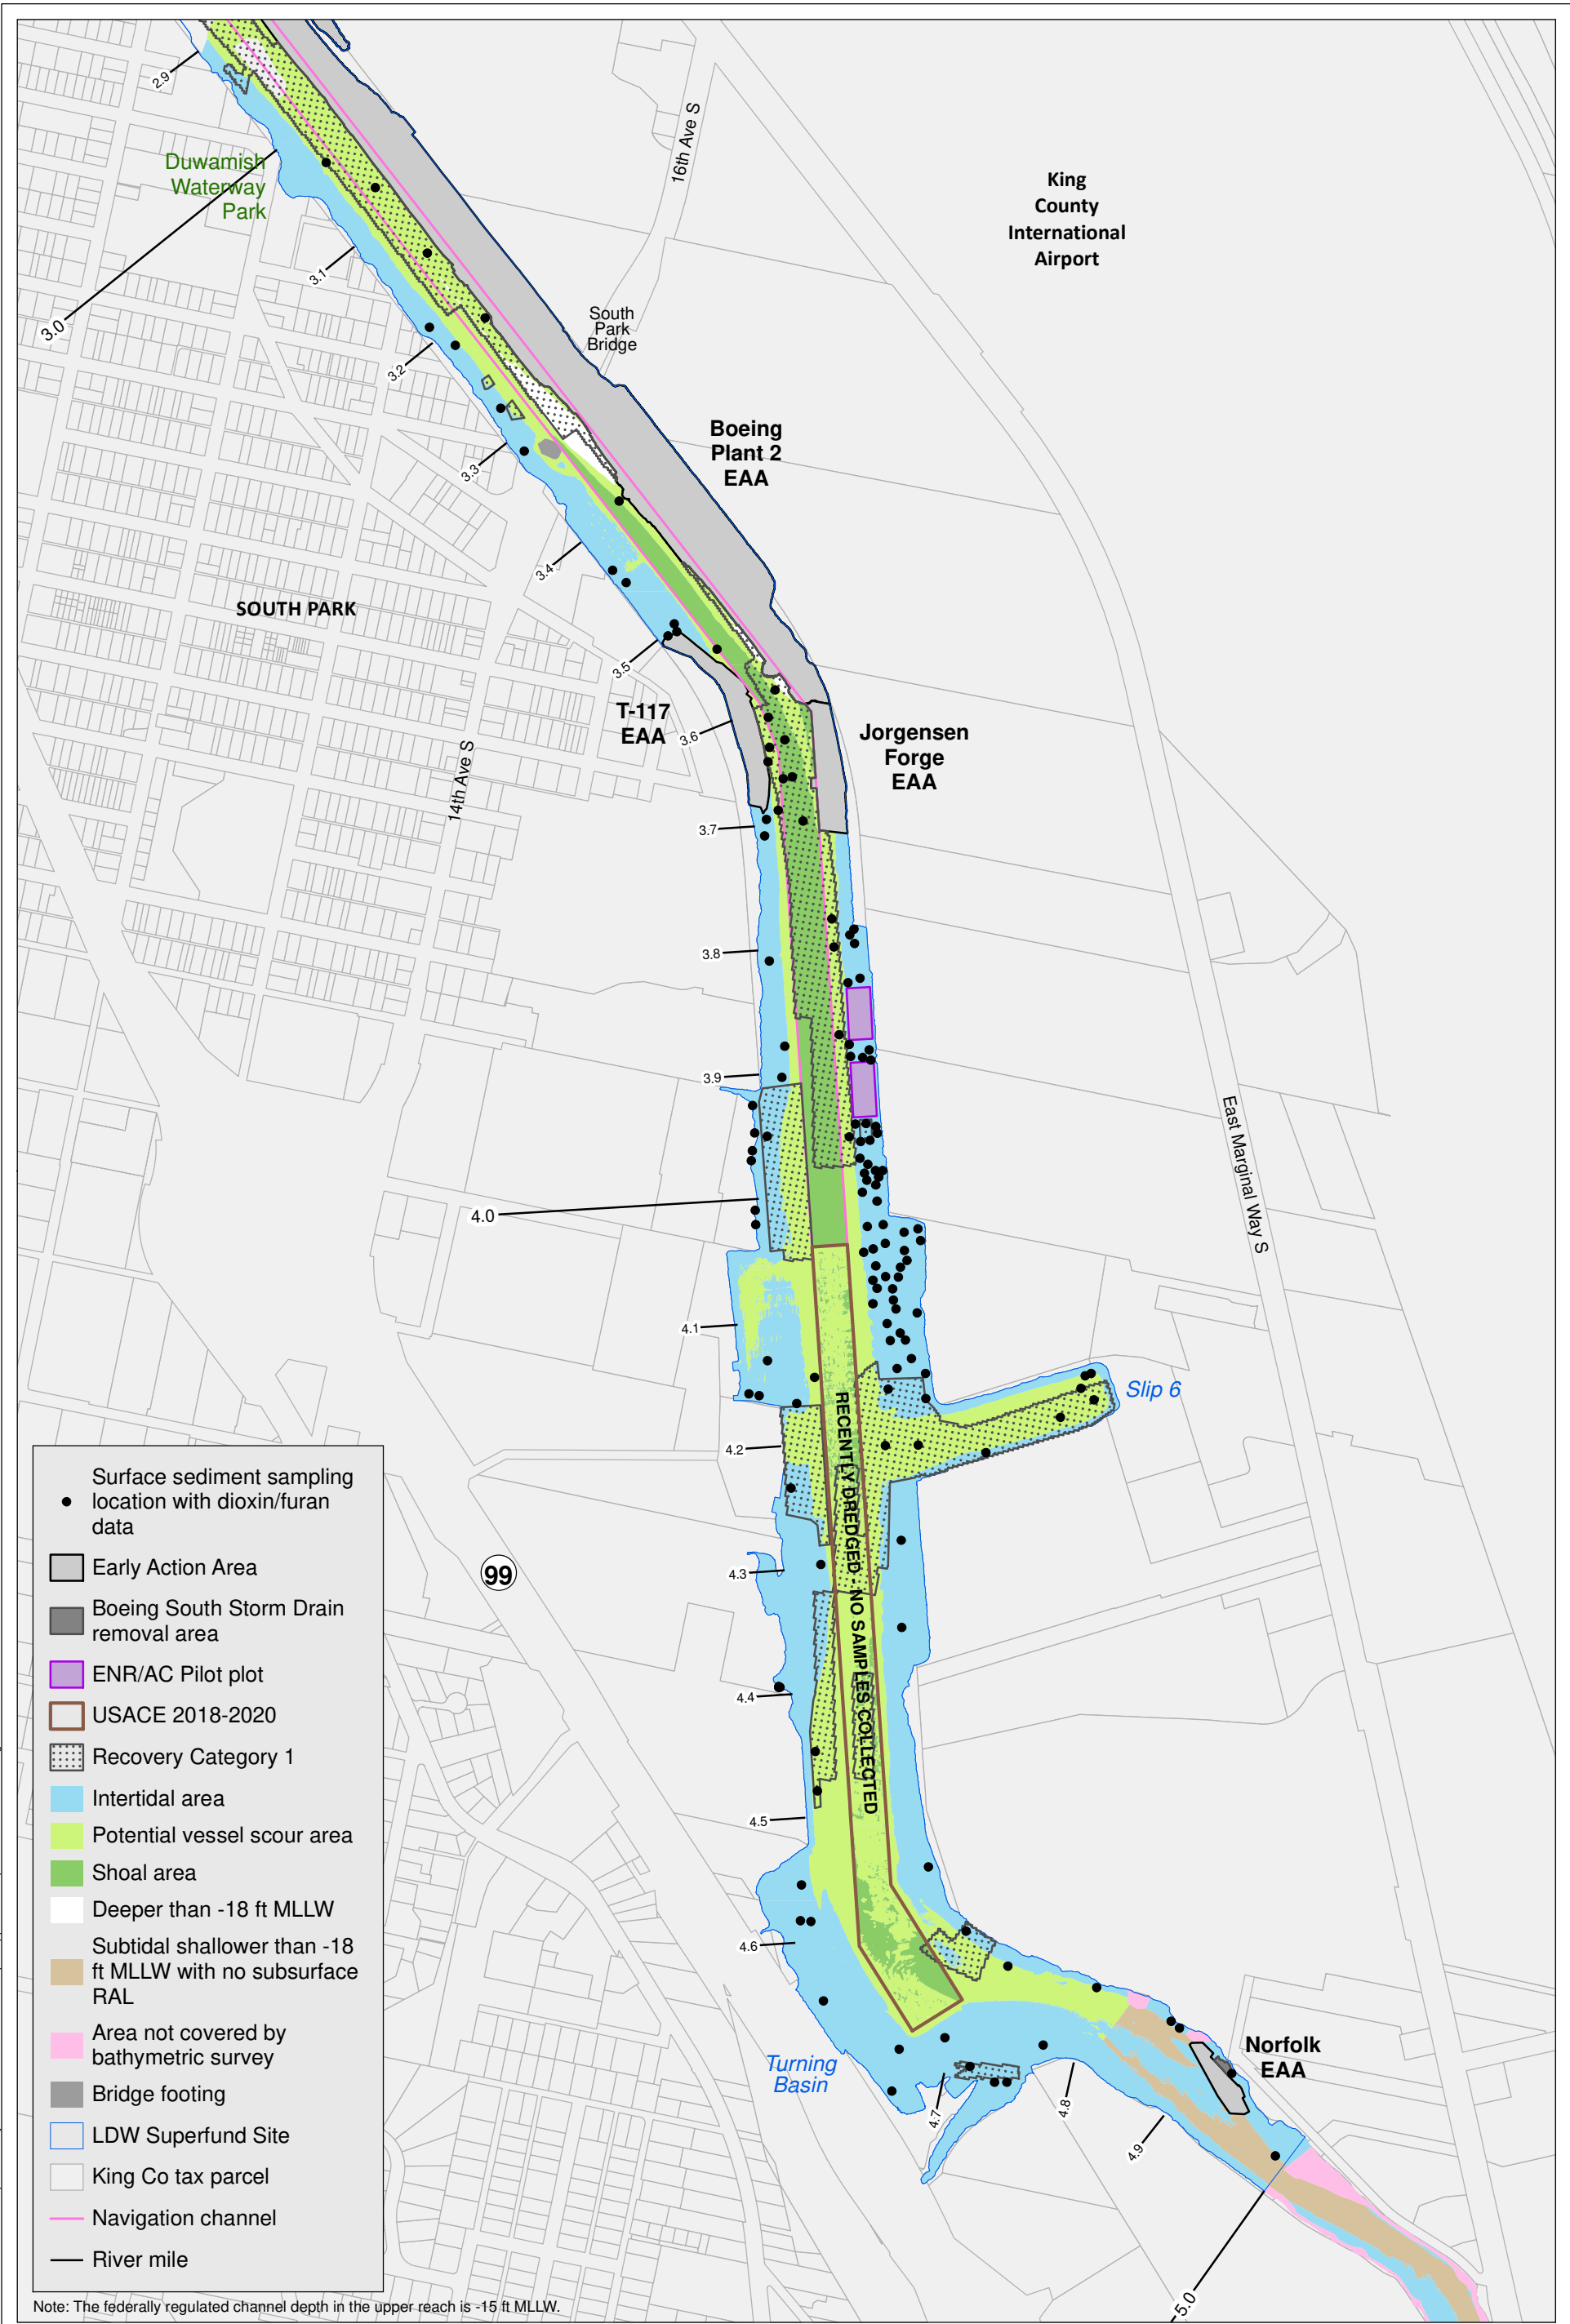 2.9
Duwamish
Waterway
Park
3.0
3.1
3.2
3.3
3.4
3.5
3.6
3.7
3.8
3.9
4.0
4.1
4.2
4.3
4.4
4.5
4.6
4.7
4.8
4.9
5.0
16th Ave S
King
County
International
Airport
South
Park
Bridge
Boeing
Plant 2
EAA
SOUTH PARK
T-117
EAA
Jorgensen
Forge
EAA
14th Ave S
East Marginal Way S
Slip 6
RECENTLY DREDGED - NO SAMPLES COLLECTED
99
Turning
Basin
Norfolk
EAA
Surface sediment sampling
location with dioxin/furan
data
Early Action Area
Boeing South Storm Drain
removal area
ENR/AC Pilot plot
USACE 2018-2020
Recovery Category 1
Intertidal area
Potential vessel scour area
Shoal area
Deeper than -18 ft MLLW
Subtidal shallower than -18
ft MLLW with no subsurface
RAL
Area not covered by
bathymetric survey
Bridge footing
LDW Superfund Site
King Co tax parcel
Navigation channel
River mile
Note: The federally regulated channel depth in the upper reach is -15 ft MLLW.